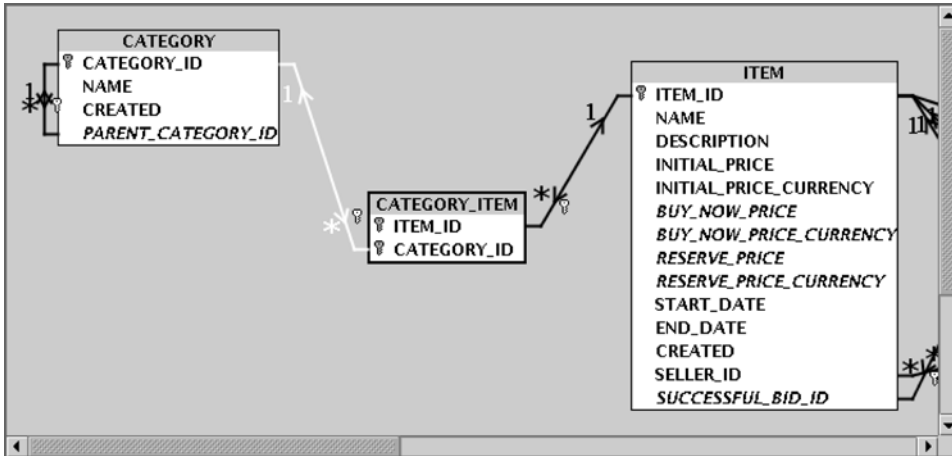 CATEGORY
CATEGORY_ID
NAME
CREATED
PARENT_CATEGORY_ID
1
*
1
*
CATEGORY_ITEM
ITEM_ID
CATEGORY_ID
1
*
ITEM
ITEM_ID
NAME
DESCRIPTION
INITIAL_PRICE
INITIAL_PRICE_CURRENCY
BUY_NOW_PRICE
BUY_NOW_PRICE_CURRENCY
RESERVE_PRICE
RESERVE_PRICE_CURRENCY
START_DATE
END_DATE
CREATED
SELLER_ID
SUCCESSFUL_BID_ID